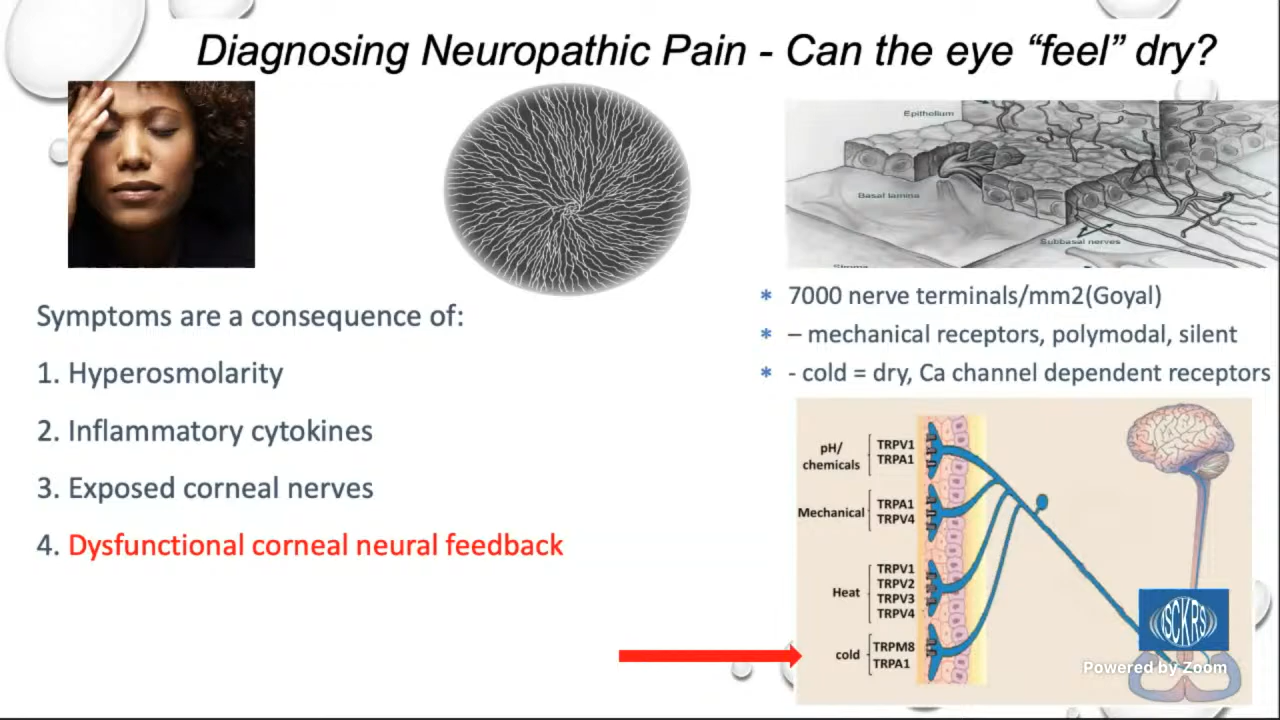 Diagnosing Neuropathic Pain - Can the eye “feel” dry?
Epithelium
Basal lamina
Subbasal nerves
Stroma
Symptoms are a consequence of:
1. Hyperosmolarity
2. Inflammatory cytokines
3. Exposed corneal nerves
4. Dysfunctional corneal neural feedback
* 7000 nerve terminals/mm2(Goyal)
* – mechanical receptors, polymodal, silent
* - cold = dry, Ca channel dependent receptors
pH/
chemicals
TRPV1
TRPA1
Mechanical
TRPA1
TRPV4
Heat
TRPV1
TRPV2
TRPV3
TRPV4
cold
TRPM8
TRPA1
ISCKRS
Powered by Zoom